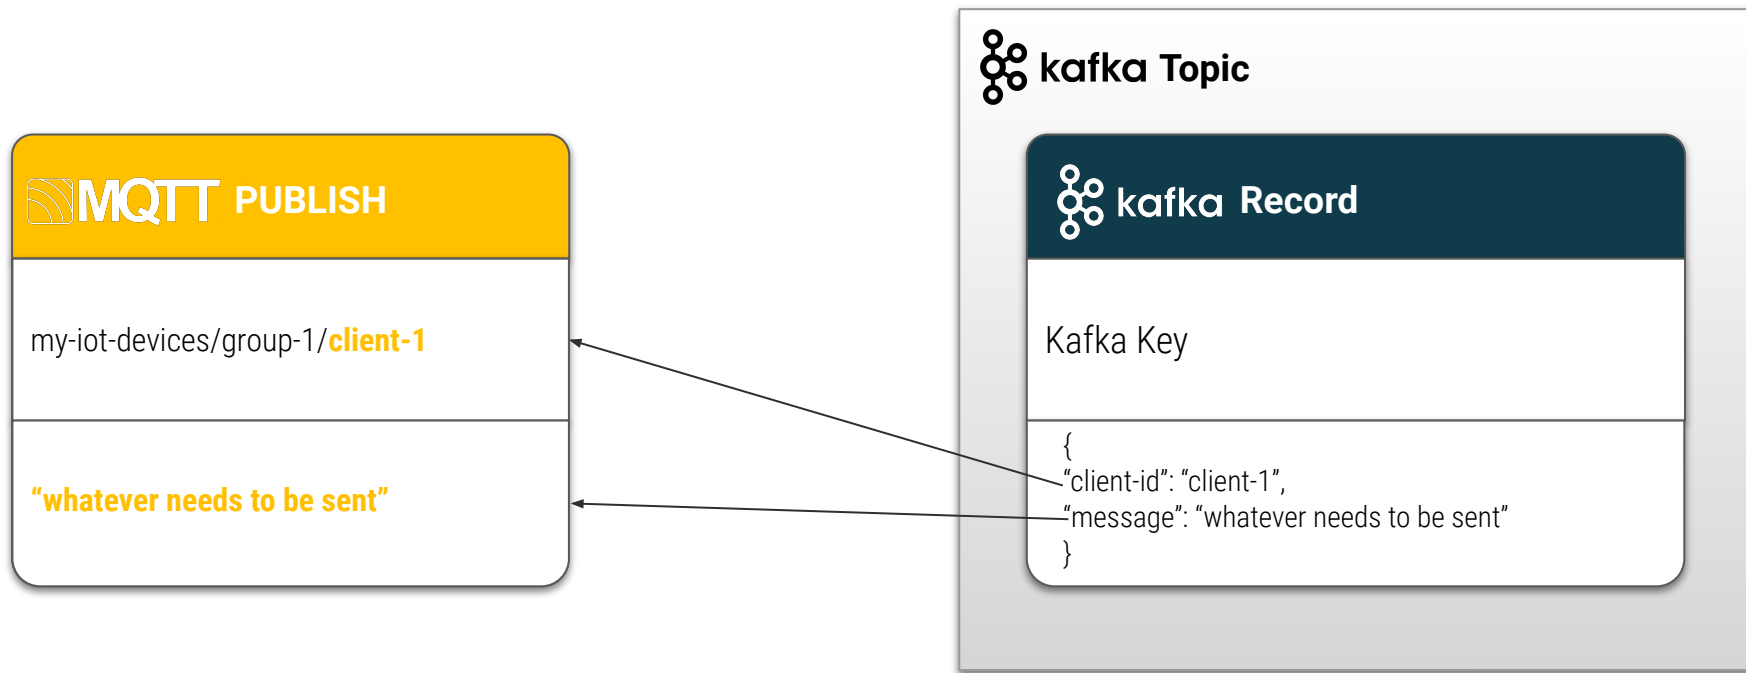 kafka Topic
MQTT PUBLISH
my-iot-devices/group-1/client-1
“whatever needs to be sent”
kafka Record
Kafka Key
{
“client-id”: “client-1”,
“message”: “whatever needs to be sent”
}